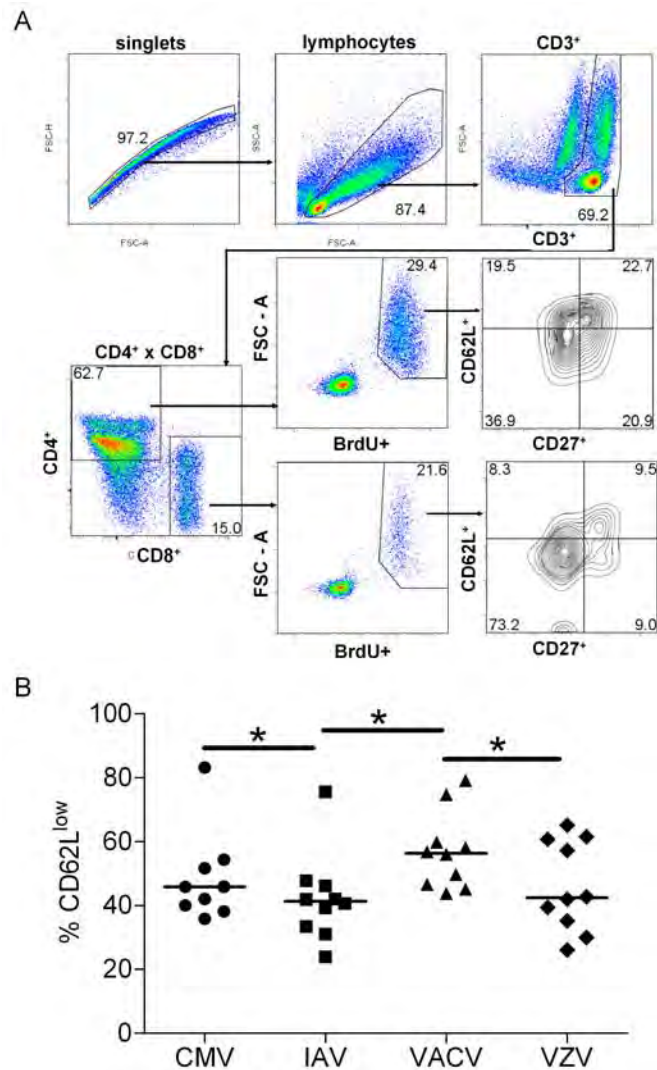 A
singlets
lymphocytes
CD3⁺
FSC-H
97.2
FSC-A
SSC-A
87.4
FSC-A
FSC-A
69.2
CD3⁺
CD4⁺ x CD8⁺
62.7
CD4⁺
15.0
CD8⁺
FSC - A
29.4
BrdU+
19.5
22.7
CD62L⁺
36.9
20.9
CD27⁺
FSC - A
21.6
BrdU+
8.3
9.5
CD62L⁺
73.2
9.0
CD27⁺
B
% CD62Lˡᵒʷ
100
80
60
40
20
0
*
*
*
CMV
IAV
VACV
VZV